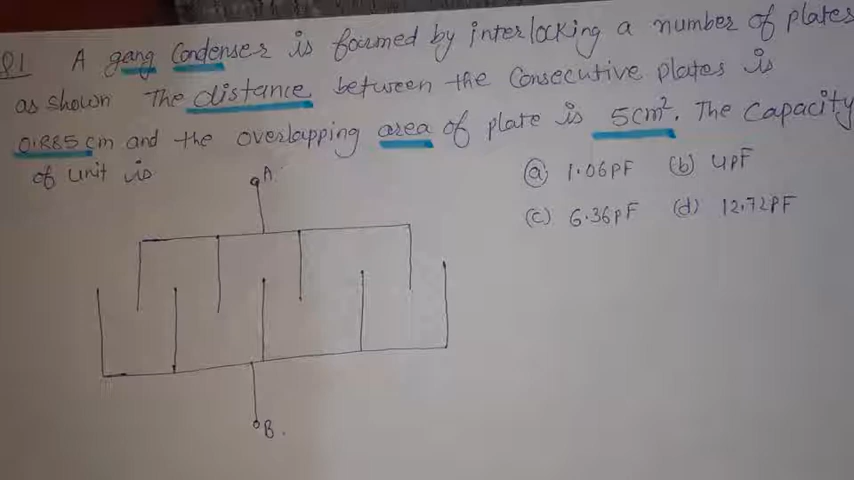 Q1 A gang Condenser is foumed by interlocking a number of plates
as shown The distance between the Consecutive plates is
0.885 cm and the overlapping area of plate is 5cm². The Capacity
of unit is
(a) 1.06PF (b) 4PF
(c) 6.36pF (d) 12.72PF
A.
B.